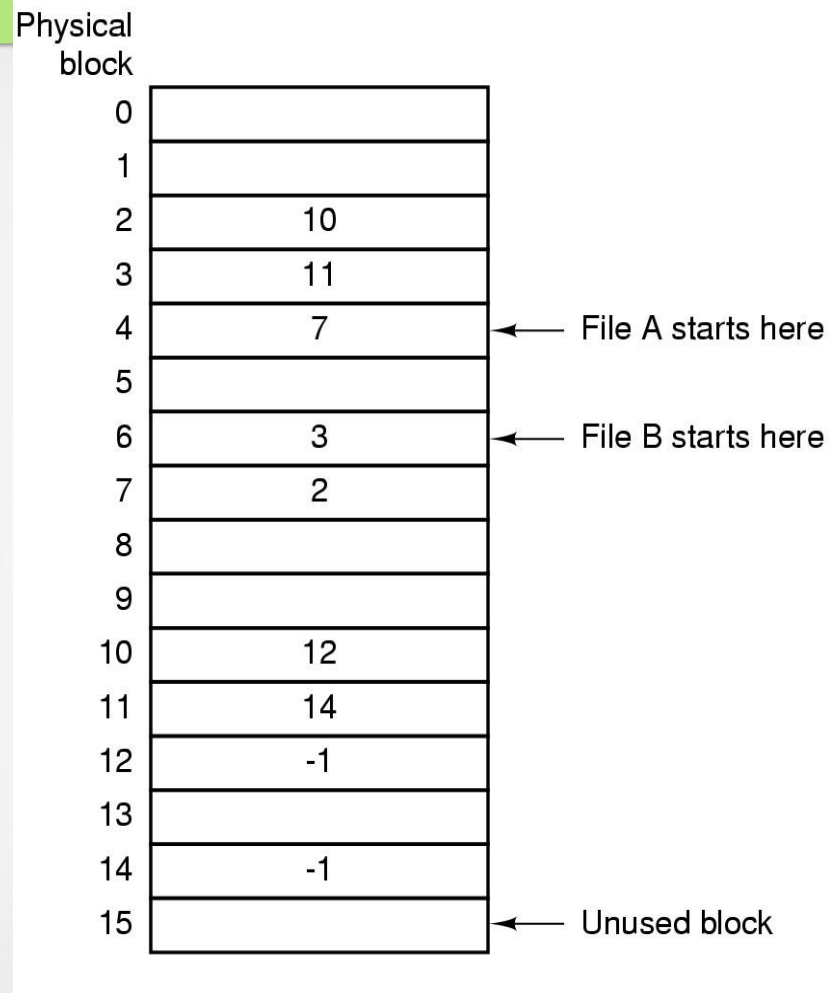 Physical
block
0
1
2 10
3 11
4 7 File A starts here
5
6 3 File B starts here
7 2
8
9
10 12
11 14
12 -1
13
14 -1
15 Unused block